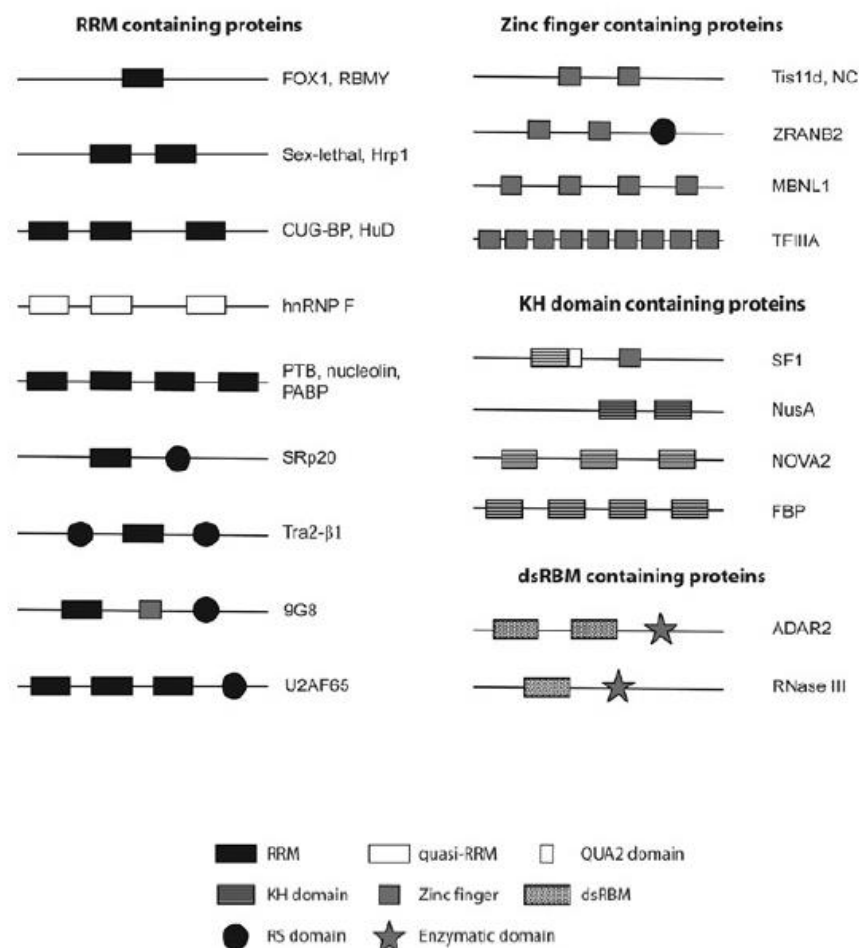 RRM containing proteins
FOX1, RBMY
Sex-lethal, Hrp1
CUG-BP, HuD
hnRNP F
PTB, nucleolin,
PABP
SRp20
Tra2-β1
9G8
U2AF65
Zinc finger containing proteins
Tis11d, NC
ZRANB2
MBNL1
TFIIIA
KH domain containing proteins
SF1
NusA
NOVA2
FBP
dsRBM containing proteins
ADAR2
RNase III
RRM
quasi-RRM
QUA2 domain
KH domain
Zinc finger
dsRBM
RS domain
Enzymatic domain